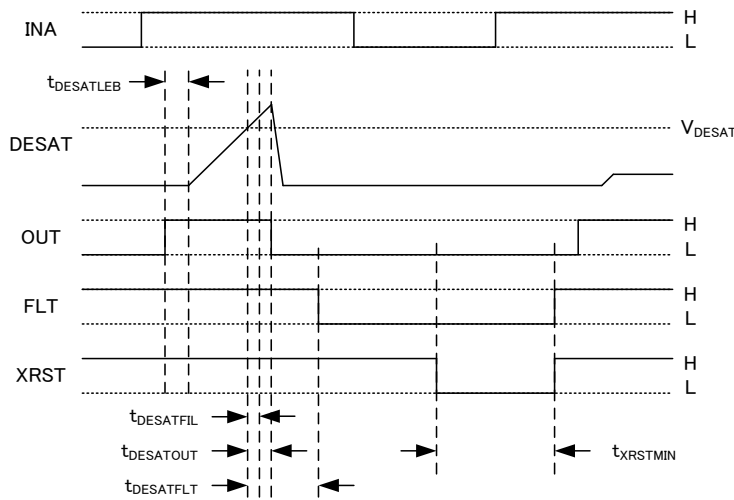 INA
H
L
tDESATLEB
DESAT
VDESAT
OUT
H
L
FLT
H
L
XRST
H
L
tDESATFIL
tDESATOUT
tXRSTMIN
tDESATFLT